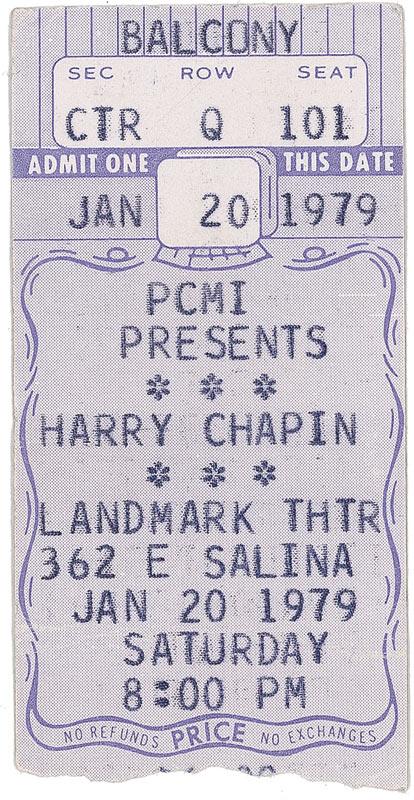 BALCONY
SEC ROW SEAT
CTR Q 101
ADMIT ONE THIS DATE
JAN 20 1979
PCMI
PRESENTS
* * *
HARRY CHAPIN
* * *
LANDMARK THTR
362 E SALINA
JAN 20 1979
SATURDAY
8:00 PM
NO REFUNDS PRICE NO EXCHANGES